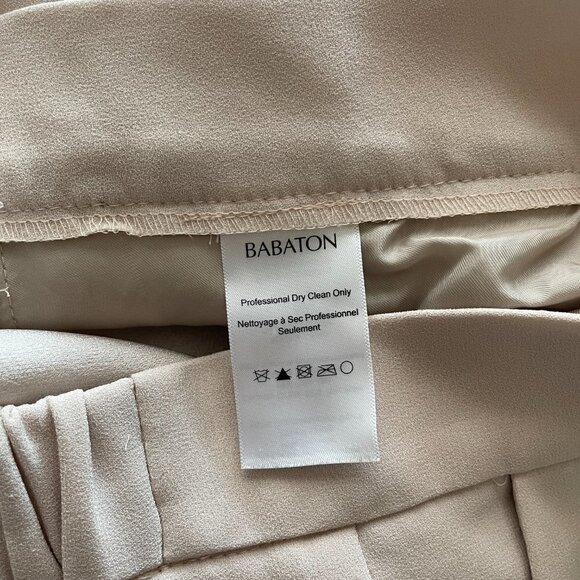 BABATON
Professional Dry Clean Only
Nettoyage à Sec Professionnel
Seulement